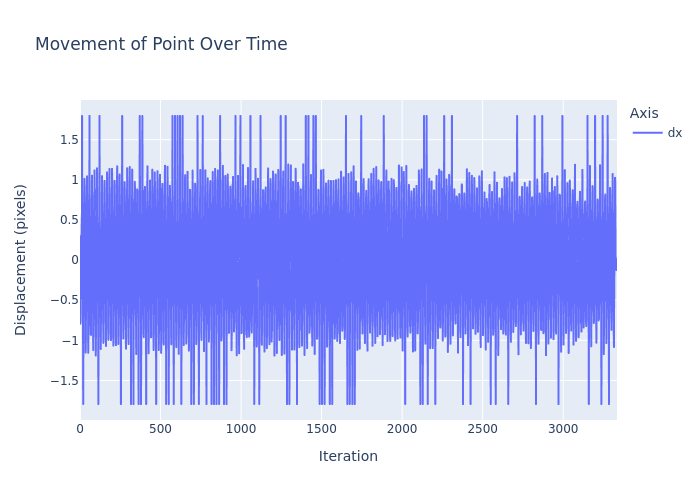 Movement of Point Over Time
Axis
dx
Displacement (pixels)
1.5
1
0.5
0
−0.5
−1
−1.5
0 500 1000 1500 2000 2500 3000
Iteration